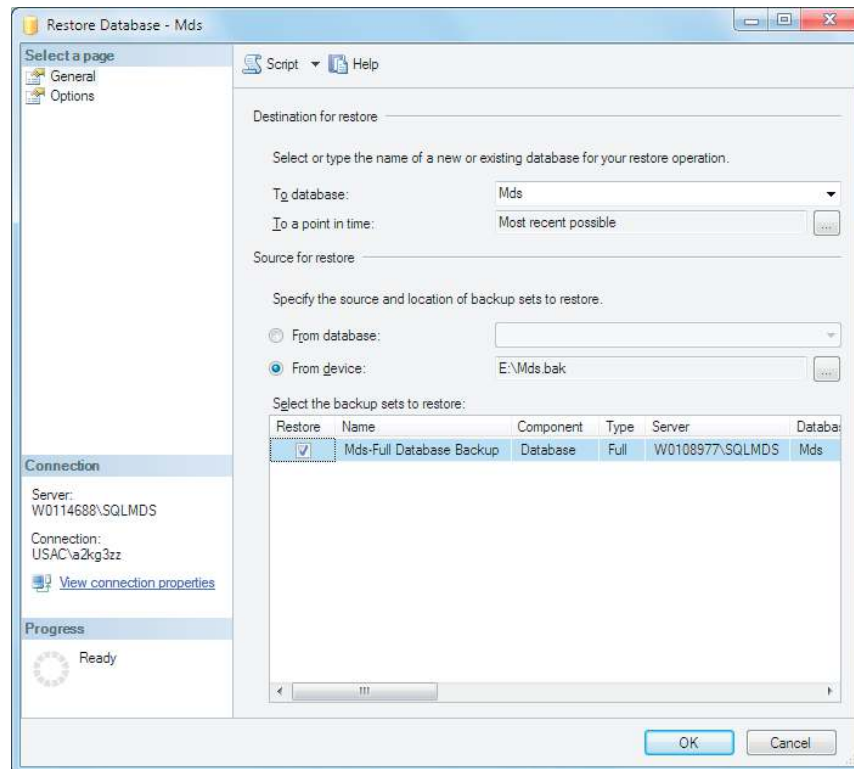 Restore Database - Mds
Select a page
General
Options
Script Help
Destination for restore
Select or type the name of a new or existing database for your restore operation.
To database: Mds
To a point in time: Most recent possible ...
Source for restore
Specify the source and location of backup sets to restore.
From database:
From device: E:\Mds.bak ...
Select the backup sets to restore:
Restore Name Component Type Server Databa
Mds-Full Database Backup Database Full W0108977\SQLMDS Mds
Connection
Server:
W0114688\SQLMDS
Connection:
USAC\a2kg3zz
View connection properties
Progress
Ready
OK Cancel